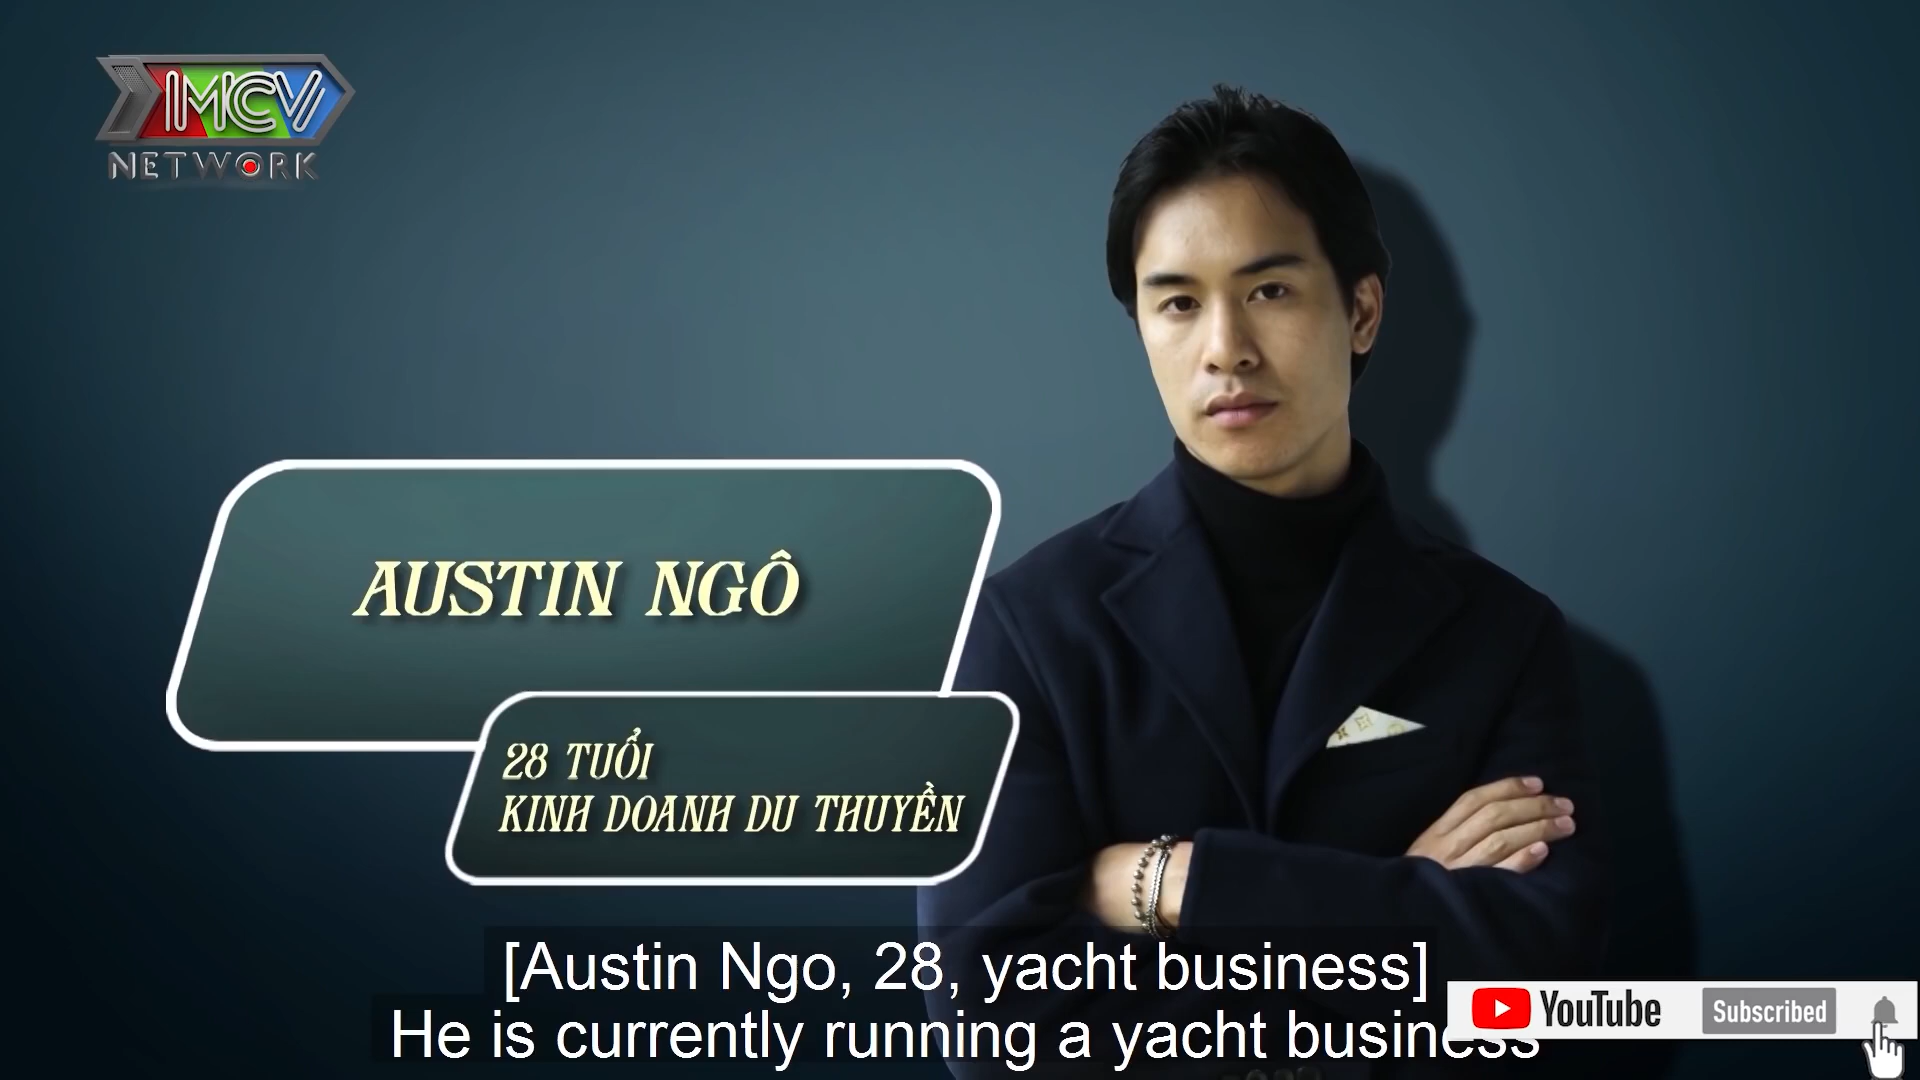 MCV
NETWORK
AUSTIN NGÔ
28 TUỔI
KINH DOANH DU THUYỀN
[Austin Ngo, 28, yacht business]
He is currently running a yacht business
YouTube
Subscribed